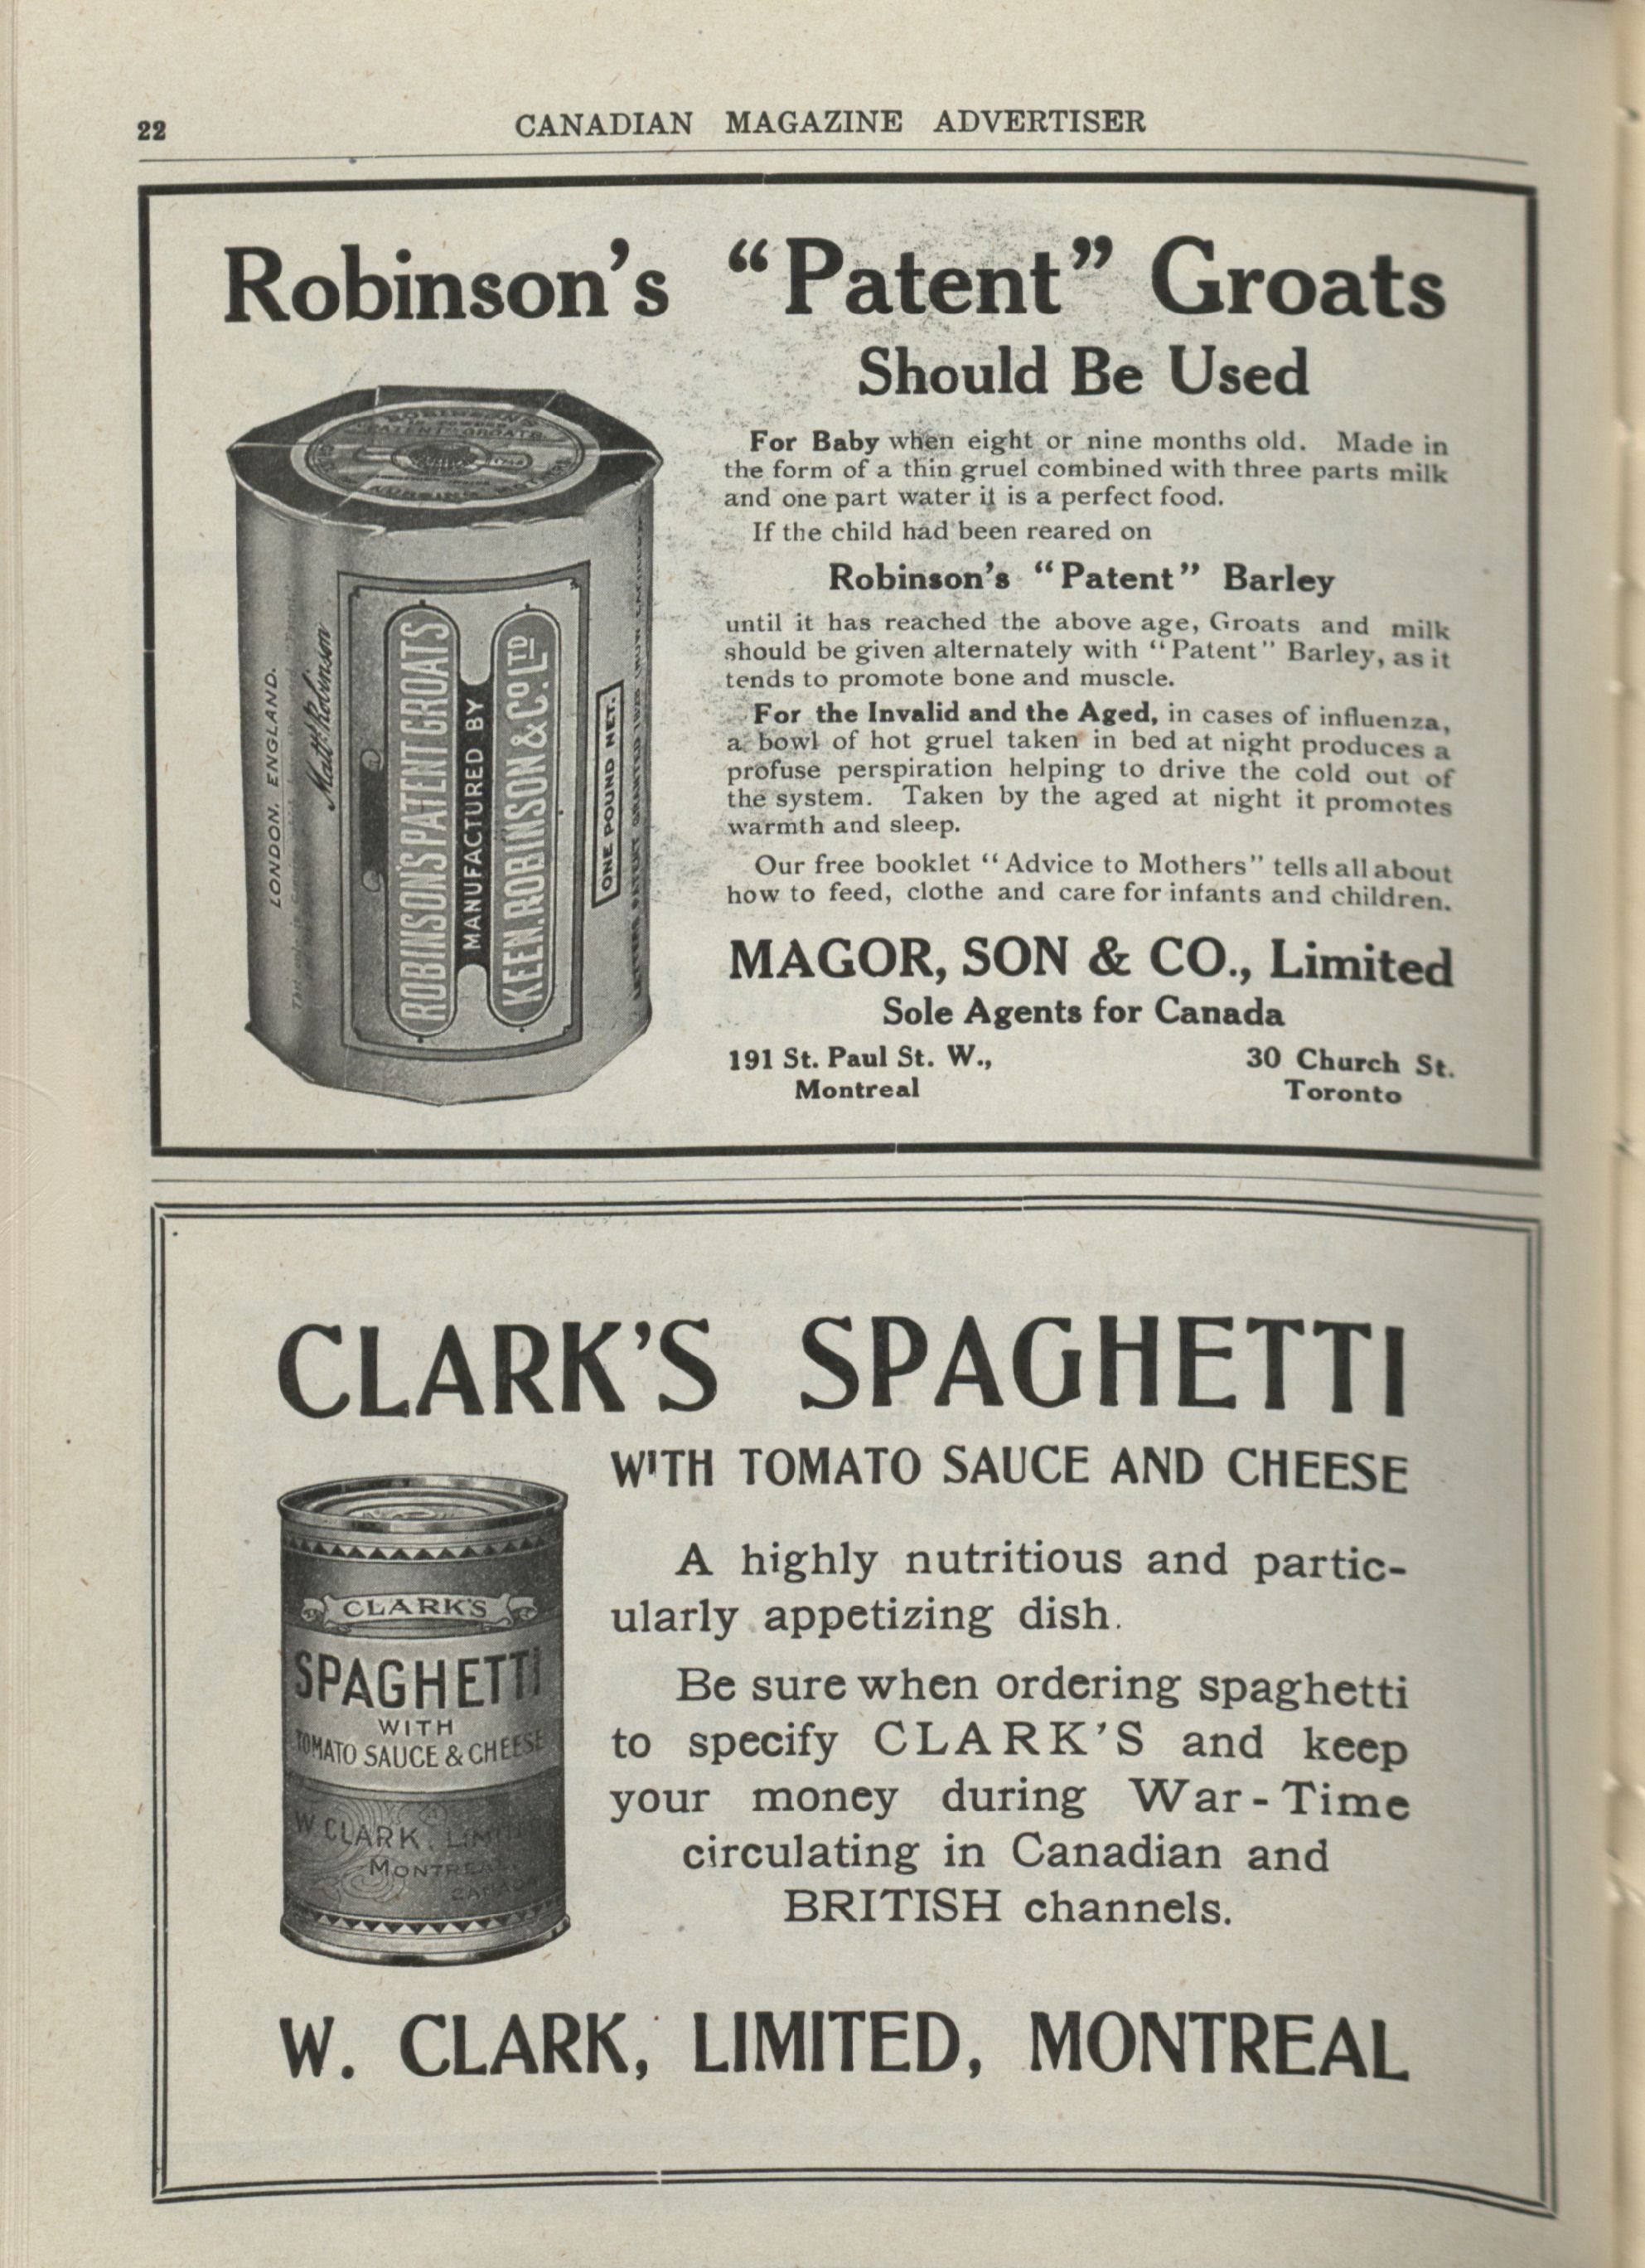 22
CANADIAN MAGAZINE ADVERTISER
Robinson's "Patent" Groats
Should Be Used
For Baby when eight or nine months old. Made in
the form of a thin gruel combined with three parts milk
and one part water it is a perfect food.
If the child had been reared on
Robinson's "Patent" Barley
until it has reached the above age, Groats and milk
should be given alternately with "Patent" Barley, as it
tends to promote bone and muscle.
For the Invalid and the Aged, in cases of influenza,
a bowl of hot gruel taken in bed at night produces a
profuse perspiration helping to drive the cold out of
the system. Taken by the aged at night it promotes
warmth and sleep.
Our free booklet "Advice to Mothers" tells all about
how to feed, clothe and care for infants and children.
MAGOR, SON & CO., Limited
Sole Agents for Canada
191 St. Paul St. W.,
Montreal
30 Church St.
Toronto
ROBINSON'S
PATENT GROATS
LONDON. ENGLAND.
Matt Robinson
ROBINSON'S PATENT GROATS
MANUFACTURED BY
KEEN, ROBINSON & CO. LTD
ONE POUND NET.
CLARK'S SPAGHETTI
WITH TOMATO SAUCE AND CHEESE
A highly nutritious and partic-
ularly appetizing dish.
Be sure when ordering spaghetti
to specify CLARK'S and keep
your money during War-Time
circulating in Canadian and
BRITISH channels.
CLARK'S
SPAGHETTI
WITH
TOMATO SAUCE & CHEESE
W. CLARK, LIMITED
MONTREAL,
CANADA
W. CLARK, LIMITED, MONTREAL